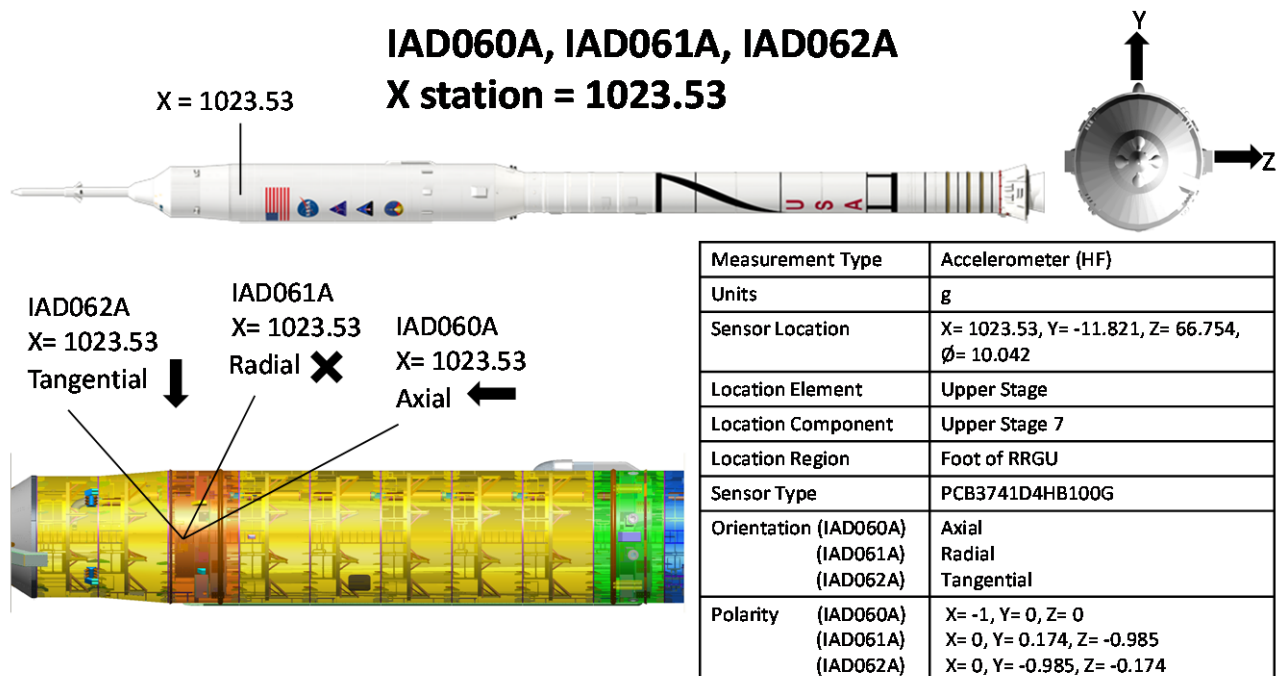 IAD060A, IAD061A, IAD062A
X station = 1023.53
X = 1023.53
Y
Z
USA
IAD062A
X= 1023.53
Tangential
IAD061A
X= 1023.53
Radial
IAD060A
X= 1023.53
Axial
Measurement Type Accelerometer (HF)
Units g
Sensor Location X= 1023.53, Y= -11.821, Z= 66.754,
Ø= 10.042
Location Element Upper Stage
Location Component Upper Stage 7
Location Region Foot of RRGU
Sensor Type PCB3741D4HB100G
Orientation (IAD060A) Axial
(IAD061A) Radial
(IAD062A) Tangential
Polarity (IAD060A) X= -1, Y= 0, Z= 0
(IAD061A) X= 0, Y= 0.174, Z= -0.985
(IAD062A) X= 0, Y= -0.985, Z= -0.174